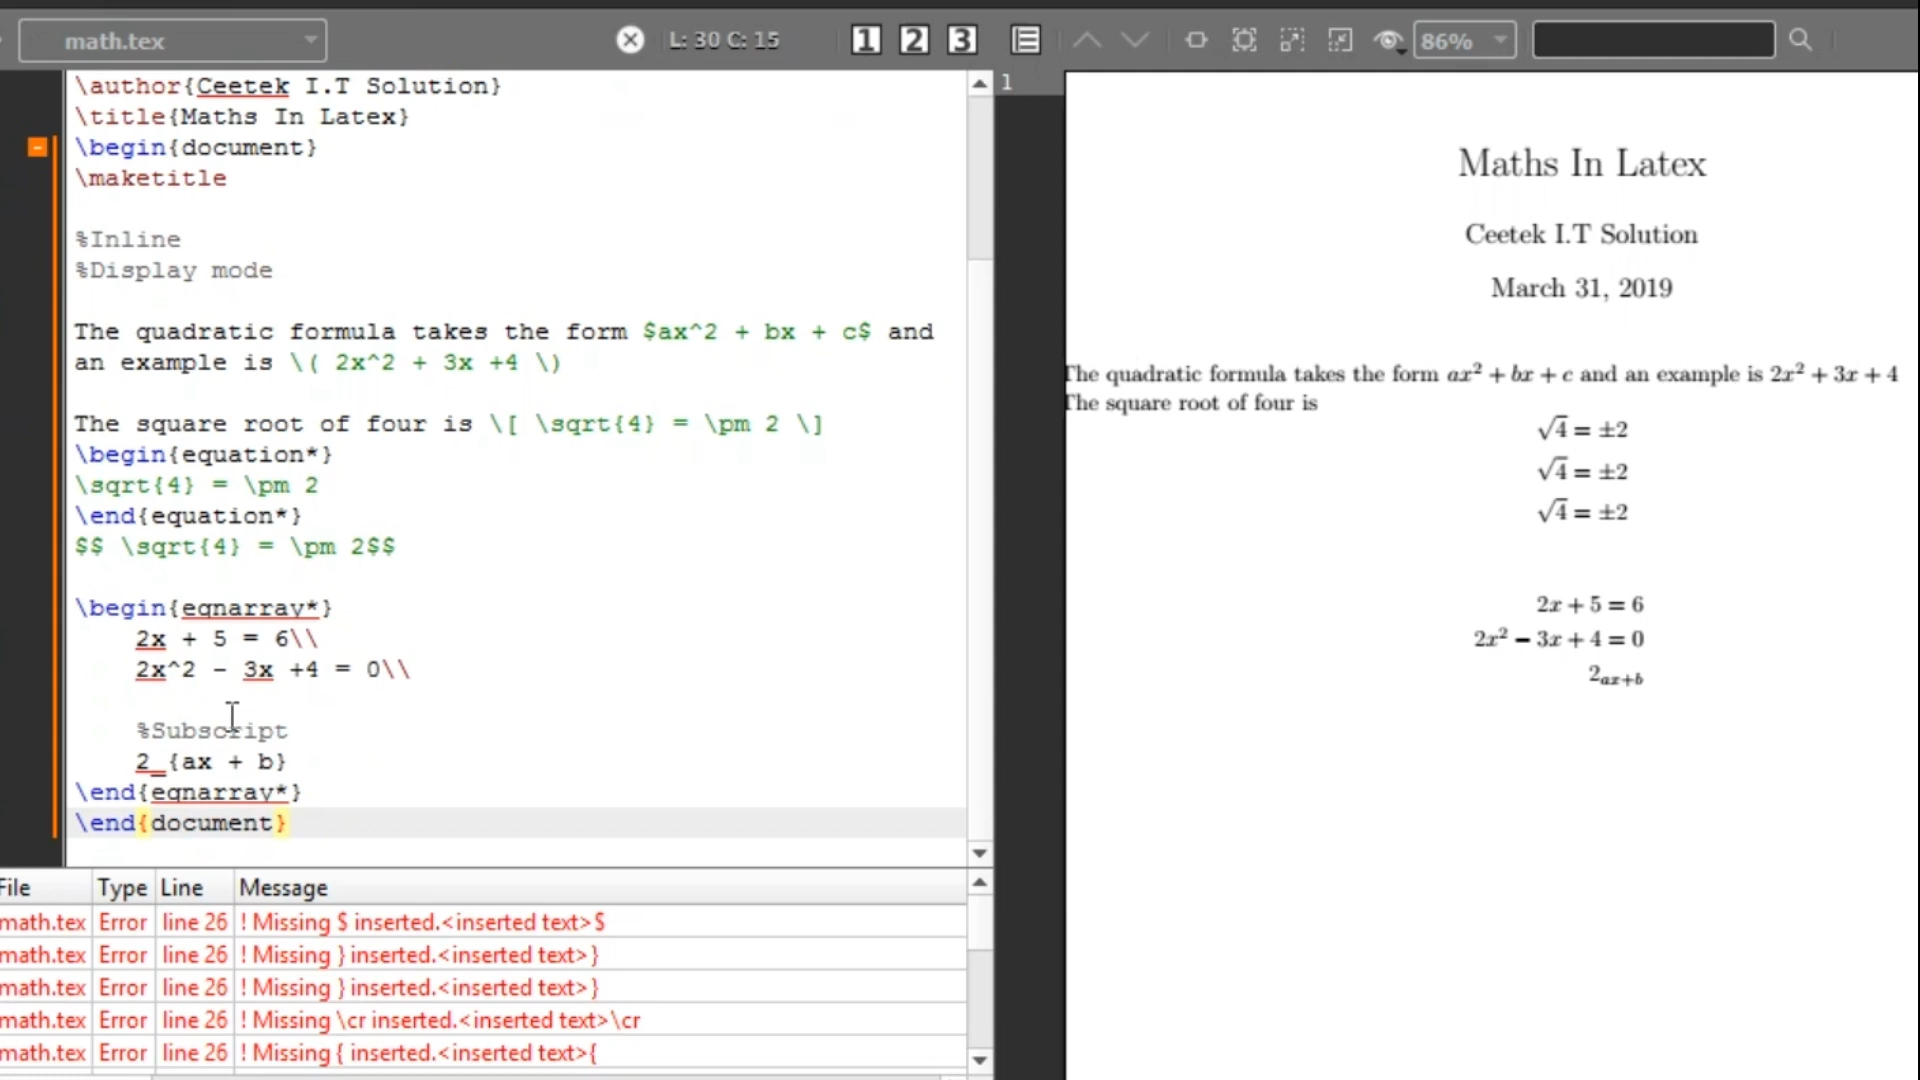 math.tex
L: 30 C: 15
1 2 3
86%
\author{Ceetek I.T Solution}
\title{Maths In Latex}
\begin{document}
\maketitle
%Inline
%Display mode
The quadratic formula takes the form $ax^2 + bx + c$ and
an example is \( 2x^2 + 3x +4 \)
The square root of four is \[ \sqrt{4} = \pm 2 \]
\begin{equation*}
\sqrt{4} = \pm 2
\end{equation*}
$$ \sqrt{4} = \pm 2$$
\begin{eqnarray*}
2x + 5 = 6\\
2x^2 - 3x +4 = 0\\
%Subscript
2_{ax + b}
\end{eqnarray*}
\end{document}
File Type Line Message
math.tex Error line 26 ! Missing $ inserted.<inserted text>$
math.tex Error line 26 ! Missing } inserted.<inserted text>}
math.tex Error line 26 ! Missing } inserted.<inserted text>}
math.tex Error line 26 ! Missing \cr inserted.<inserted text>\cr
math.tex Error line 26 ! Missing { inserted.<inserted text>{
1
Maths In Latex
Ceetek I.T Solution
March 31, 2019
The quadratic formula takes the form ax² + bx + c and an example is 2x² + 3x + 4
The square root of four is
√4 = ±2
√4 = ±2
√4 = ±2
2x + 5 = 6
2x² − 3x + 4 = 0
2ax+b